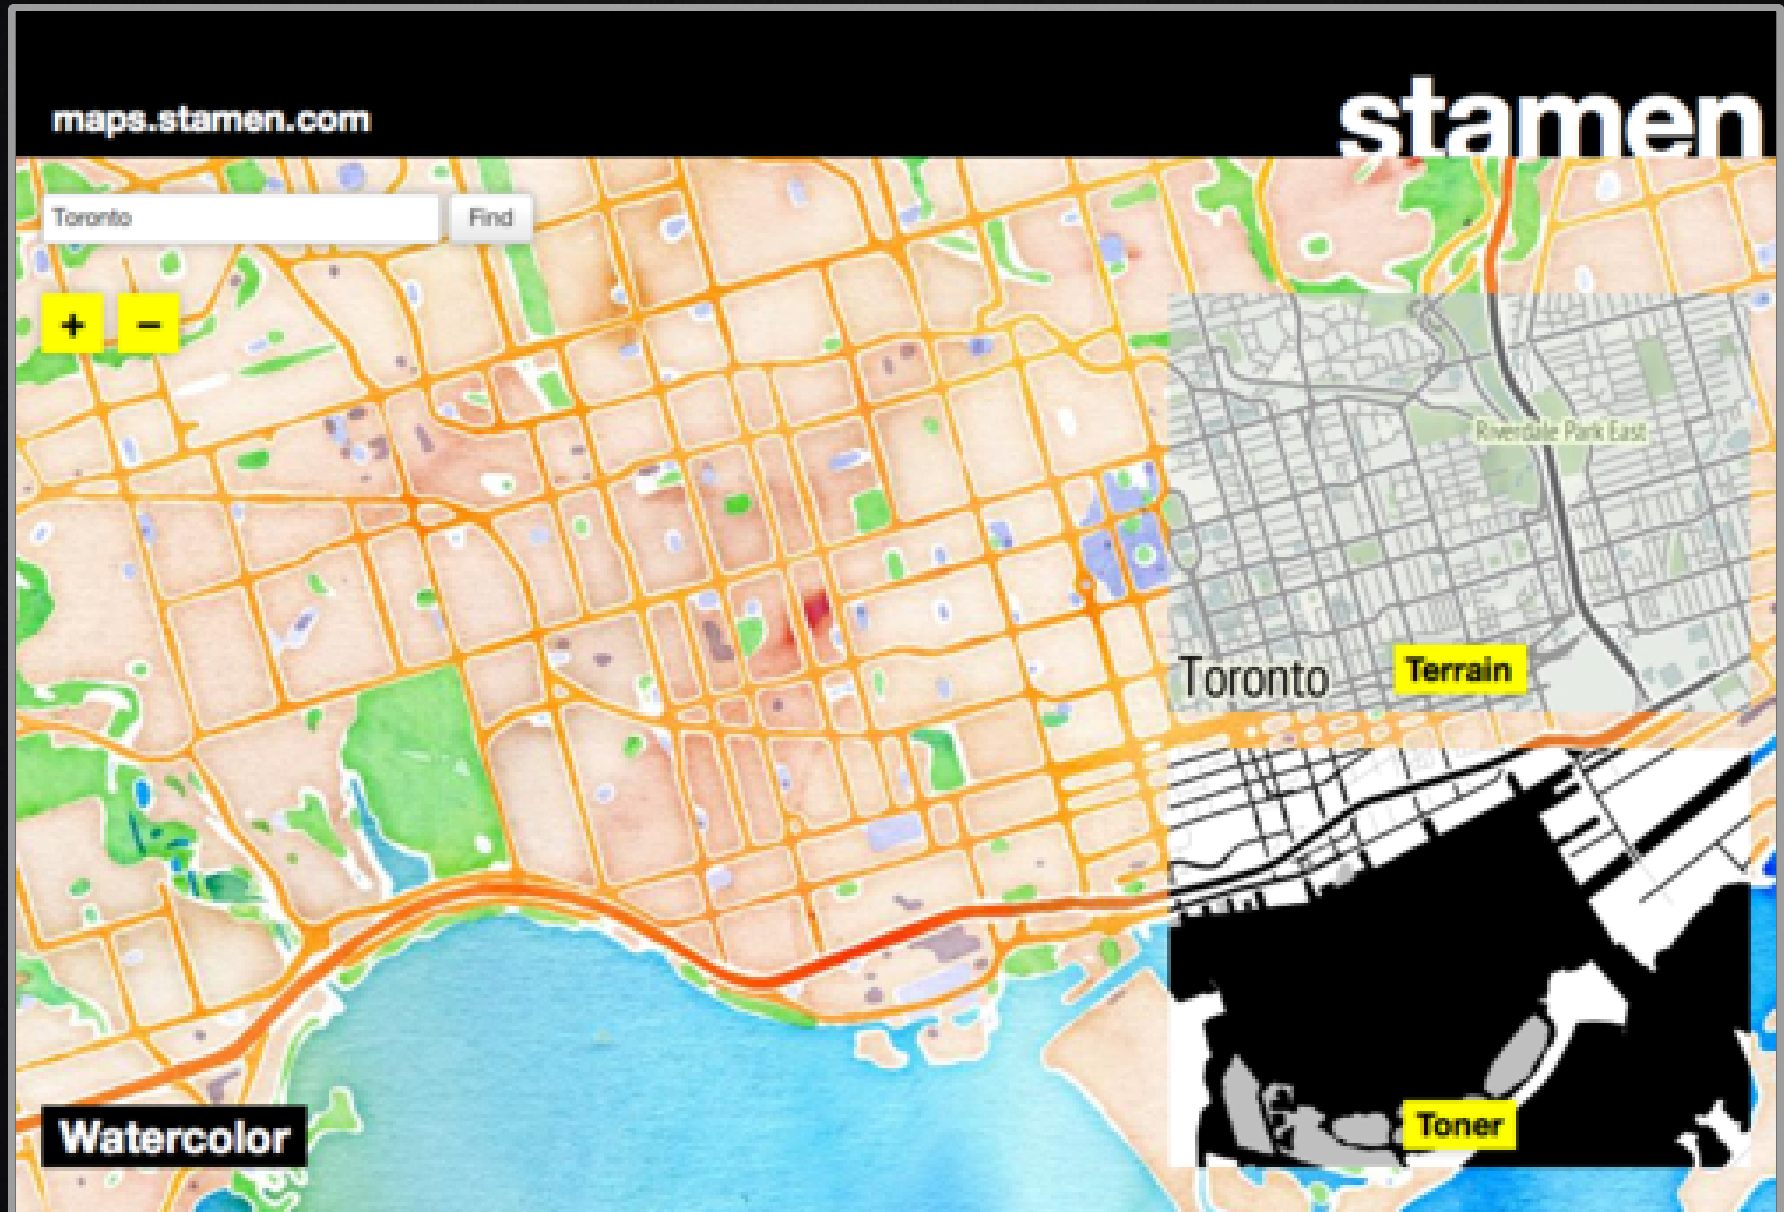 maps.stamen.com
stamen
Toronto
Find
+ −
Riverdale Park East
Toronto
Terrain
Toner
Watercolor